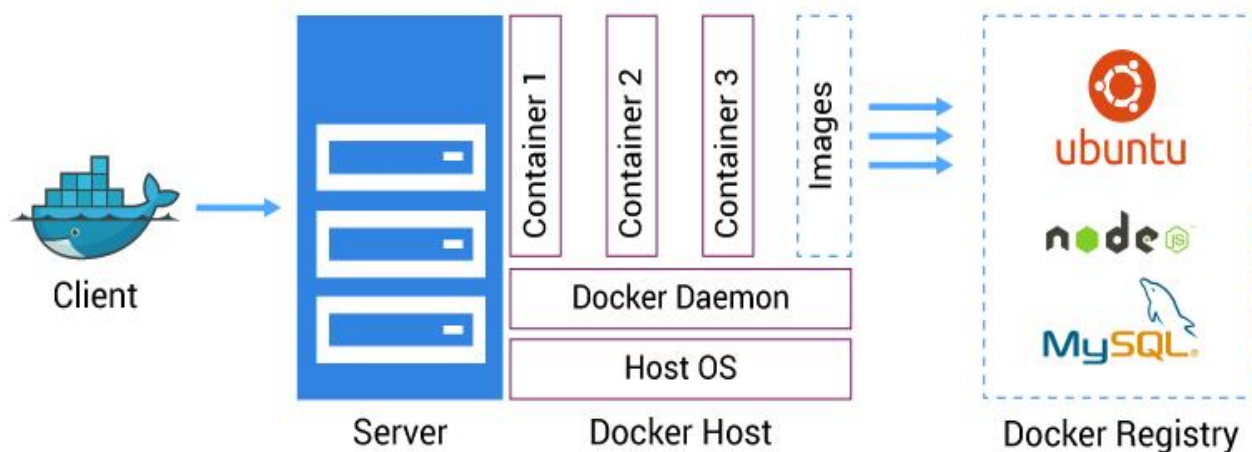 Container 1
Container 2
Container 3
Images
ubuntu
node
JS
Client
Docker Daemon
MySQL
Host OS
Server
Docker Host
Docker Registry